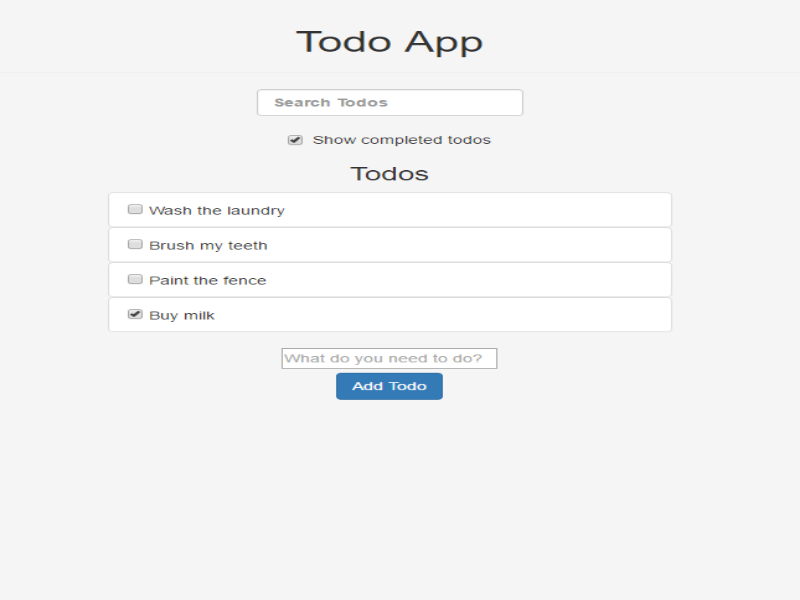 Todo App
Search Todos
Show completed todos
Todos
Wash the laundry
Brush my teeth
Paint the fence
Buy milk
What do you need to do?
Add Todo